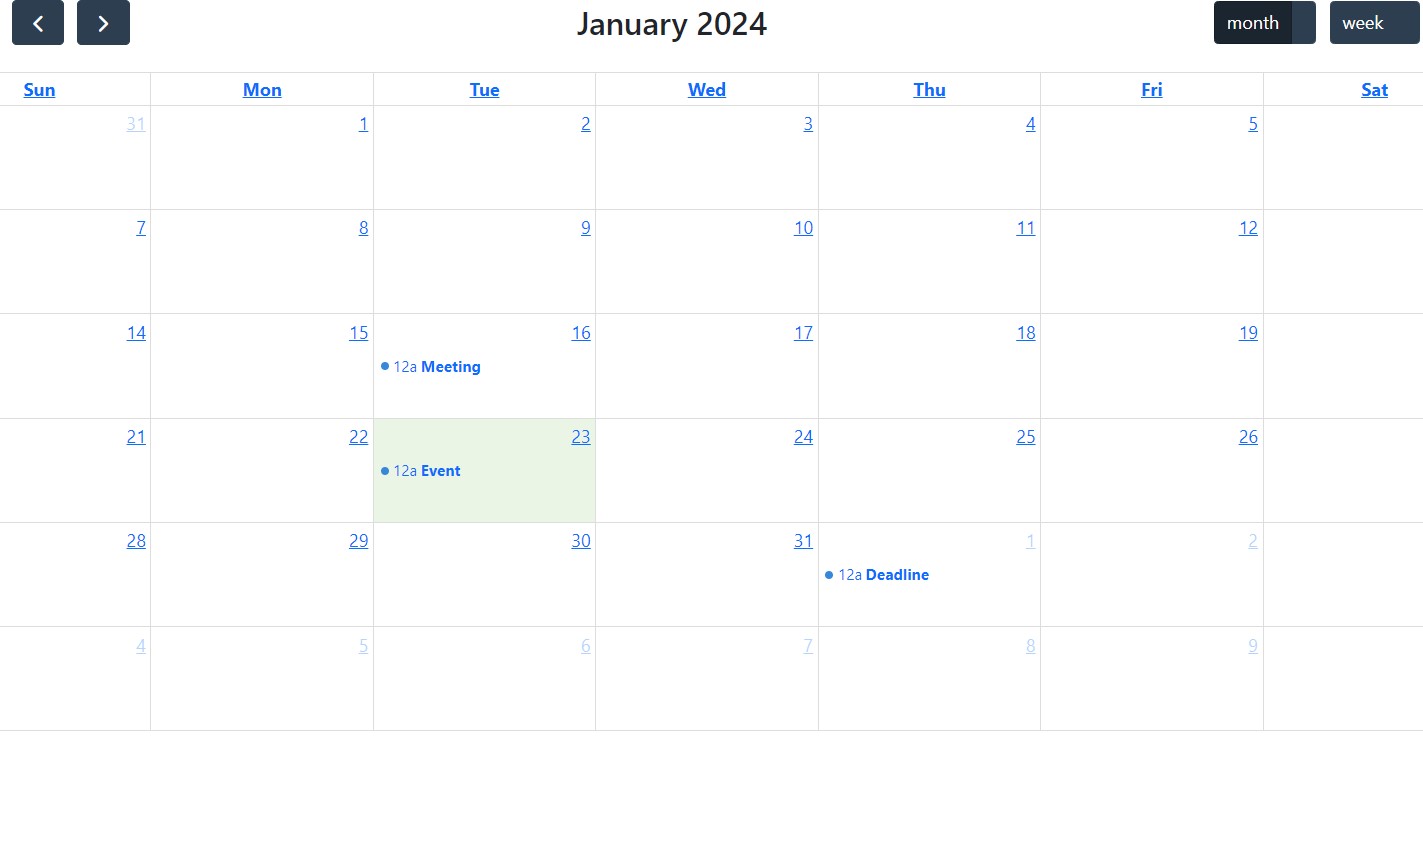 January 2024 month week
Sun Mon Tue Wed Thu Fri Sat
31 1 2 3 4 5
7 8 9 10 11 12
14 15 16 17 18 19
12a Meeting
21 22 23 24 25 26
12a Event
28 29 30 31 1 2
12a Deadline
4 5 6 7 8 9